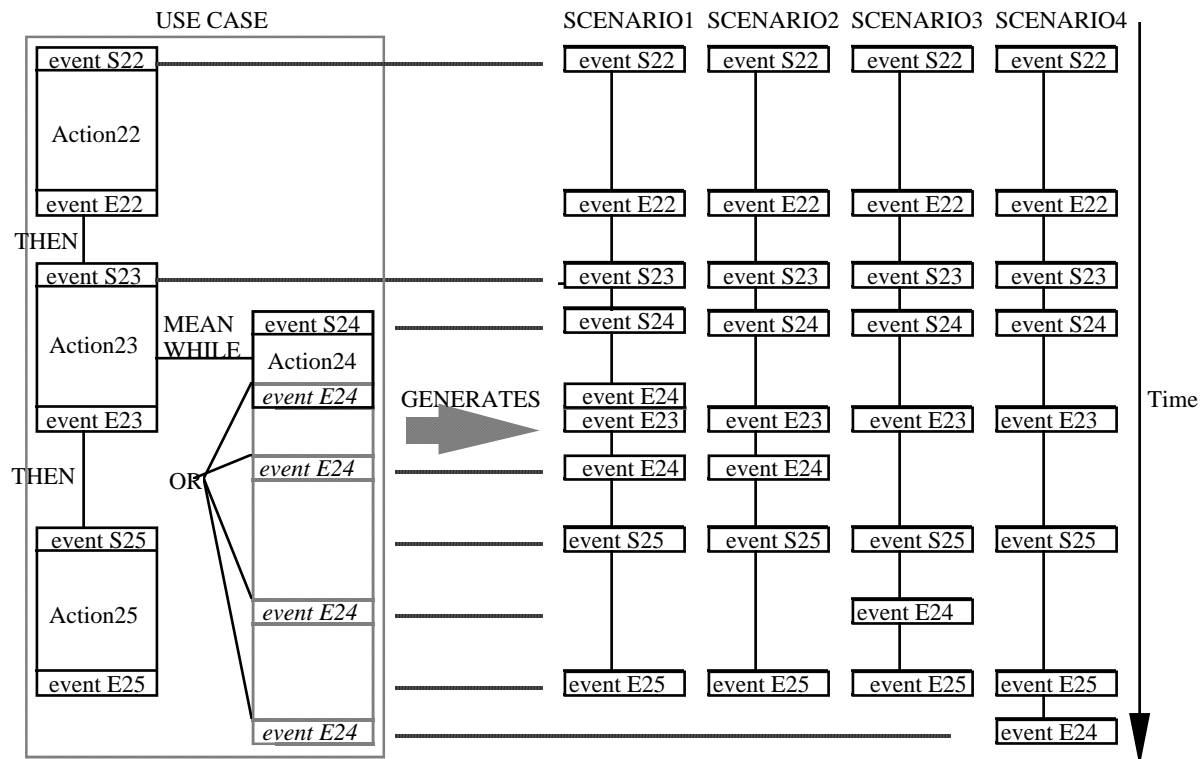 USE CASE
SCENARIO1 SCENARIO2 SCENARIO3 SCENARIO4
event S22
Action22
event E22
THEN
event S23
Action23
event E23
MEAN
WHILE
event S24
Action24
event E24
event E24
OR
event E24
event E24
THEN
event S25
Action25
event E25
GENERATES
event S22
event E22
event S23
event S24
event E24
event E23
event E24
event S25
event E25
event S22
event E22
event S23
event S24
event E23
event E24
event S25
event E25
event S22
event E22
event S23
event S24
event E23
event S25
event E24
event E25
event S22
event E22
event S23
event S24
event E23
event S25
event E25
event E24
Time